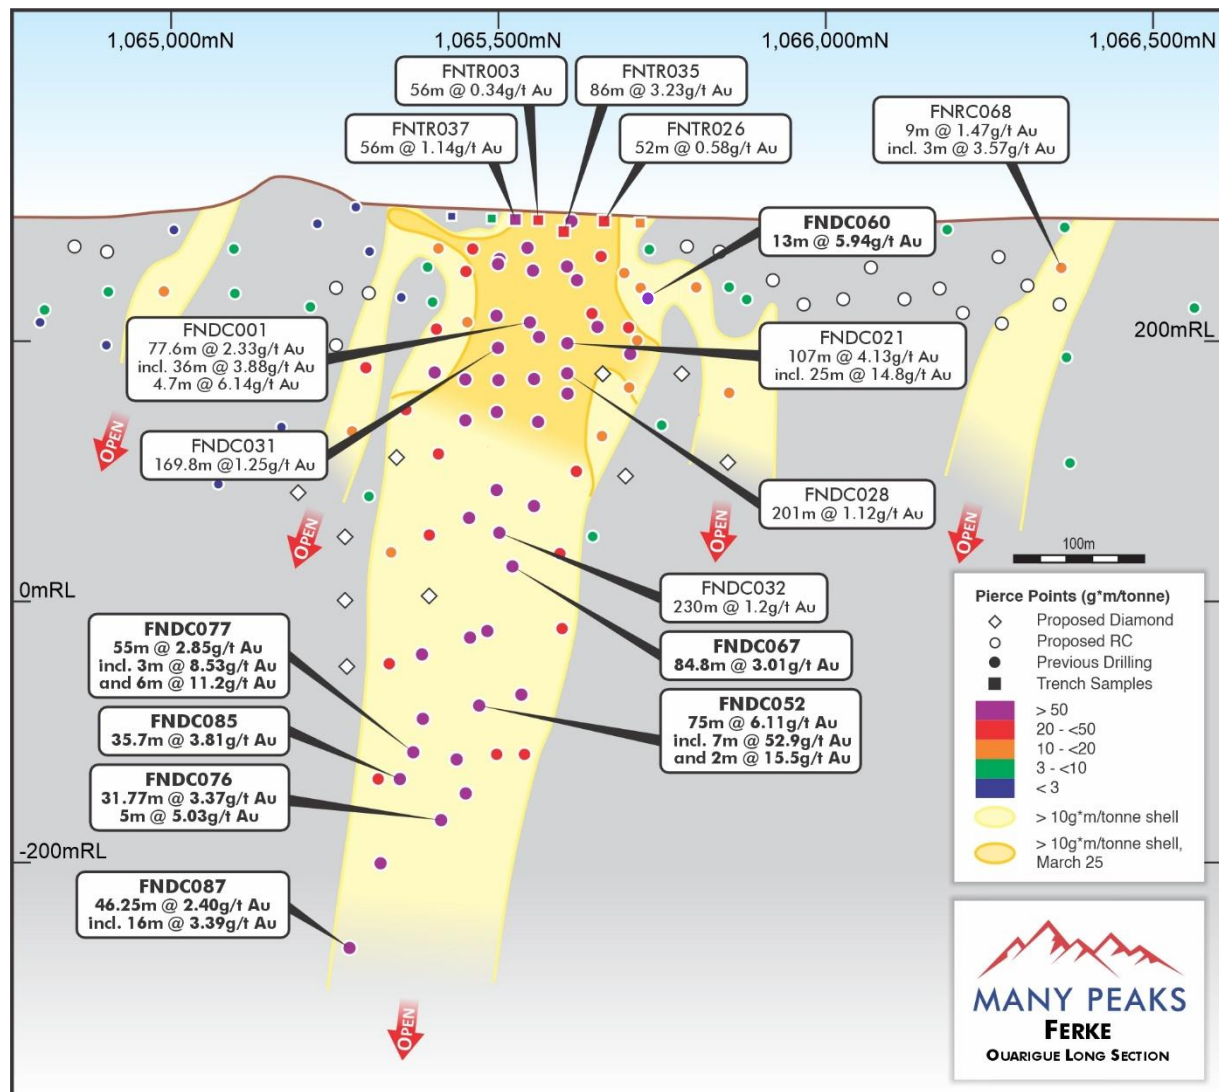 1,065,000mN
1,065,500mN
1,066,000mN
1,066,500mN
FNTR003
56m @ 0.34g/t Au
FNTR035
86m @ 3.23g/t Au
FNTR037
56m @ 1.14g/t Au
FNTR026
52m @ 0.58g/t Au
FNRC068
9m @ 1.47g/t Au
incl. 3m @ 3.57g/t Au
FNDC060
13m @ 5.94g/t Au
FNDC001
77.6m @ 2.33g/t Au
incl. 36m @ 3.88g/t Au
4.7m @ 6.14g/t Au
FNDC021
107m @ 4.13g/t Au
incl. 25m @ 14.8g/t Au
200mRL
FNDC031
169.8m @1.25g/t Au
FNDC028
201m @ 1.12g/t Au
OPEN
OPEN
OPEN
OPEN
100m
0mRL
FNDC032
230m @ 1.2g/t Au
FNDC077
55m @ 2.85g/t Au
incl. 3m @ 8.53g/t Au
and 6m @ 11.2g/t Au
FNDC067
84.8m @ 3.01g/t Au
FNDC085
35.7m @ 3.81g/t Au
FNDC052
75m @ 6.11g/t Au
incl. 7m @ 52.9g/t Au
and 2m @ 15.5g/t Au
FNDC076
31.77m @ 3.37g/t Au
5m @ 5.03g/t Au
-200mRL
FNDC087
46.25m @ 2.40g/t Au
incl. 16m @ 3.39g/t Au
OPEN
Pierce Points (g*m/tonne)
Proposed Diamond
Proposed RC
Previous Drilling
Trench Samples
> 50
20 - <50
10 - <20
3 - <10
< 3
> 10g*m/tonne shell
> 10g*m/tonne shell,
March 25
MANY PEAKS
FERKE
OUARIGUE LONG SECTION